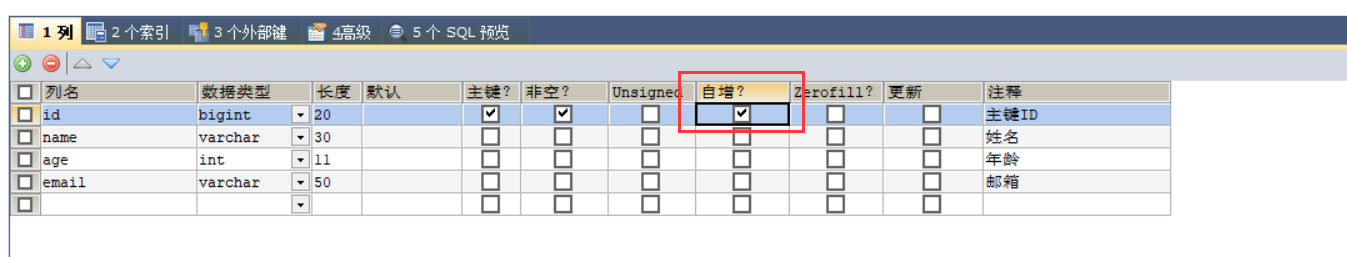 1 列 2 个索引 3 个外部键 4高级 5 个 SQL 预览
列名 数据类型 长度 默认 主键? 非空? Unsigned 自增? Zerofill? 更新 注释
id bigint 20 主键ID
name varchar 30 姓名
age int 11 年龄
email varchar 50 邮箱